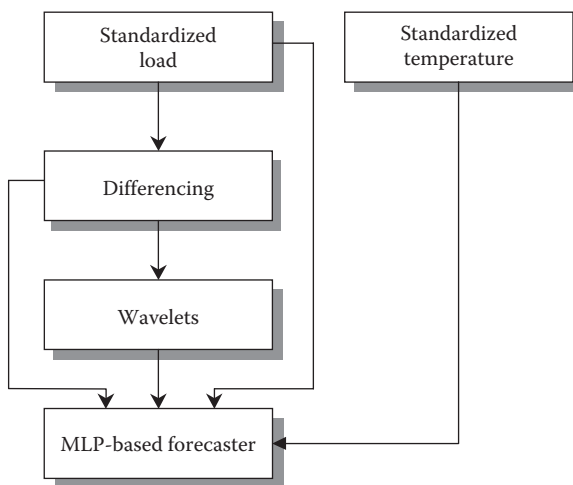 Standardized
load
Standardized
temperature
Differencing
Wavelets
MLP-based forecaster